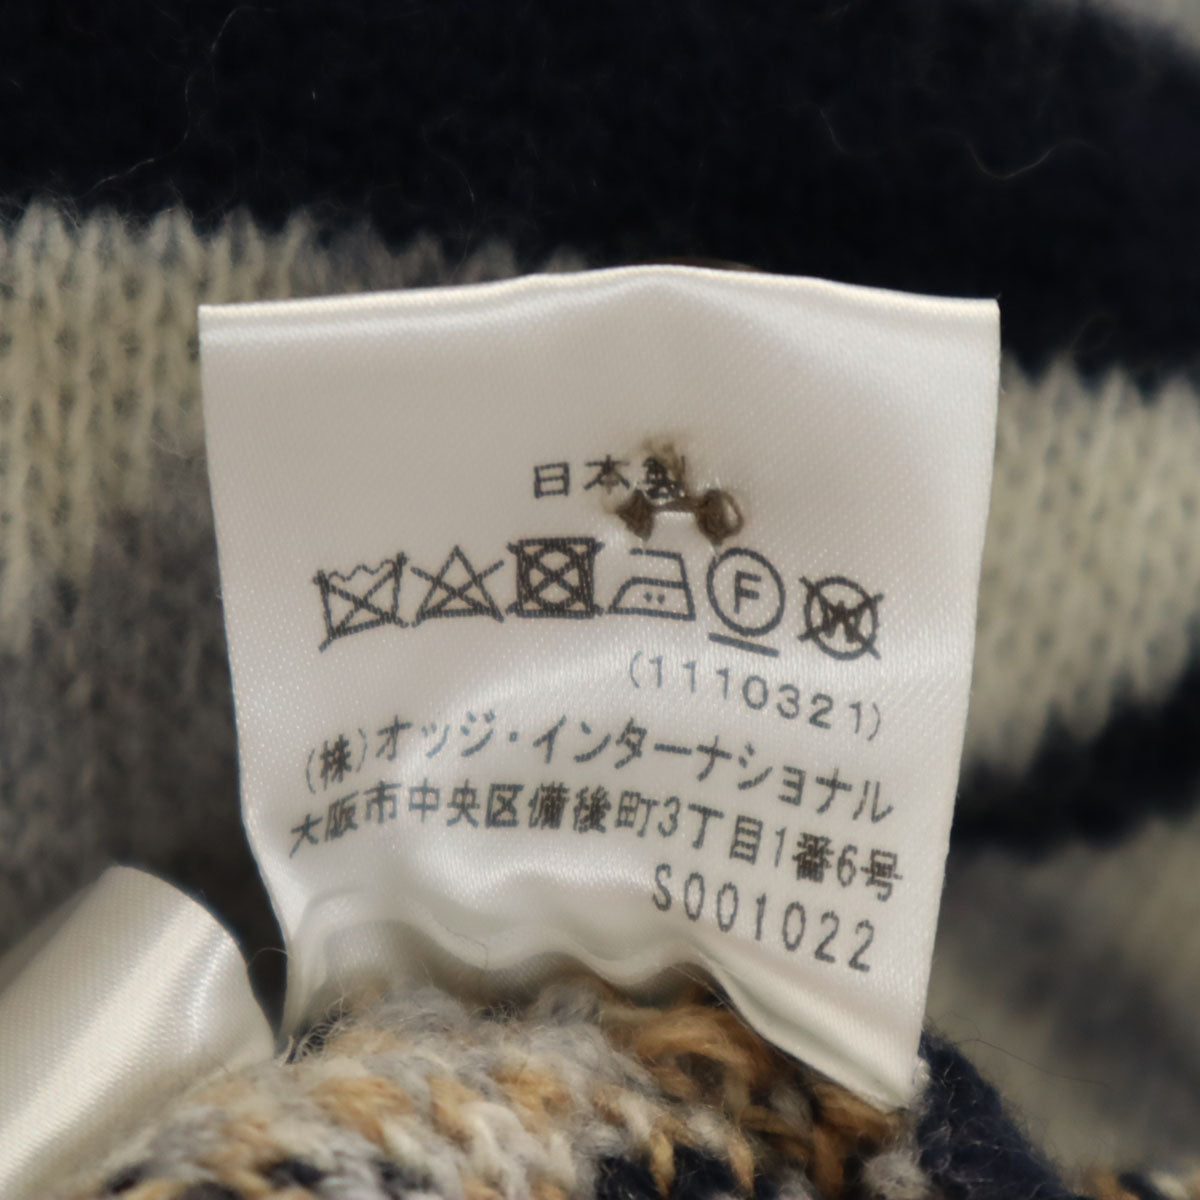 日本製
F W
(1110321)
(株)オッジ・インターナショナル
大阪市中央区備後町3丁目1番6号
S001022